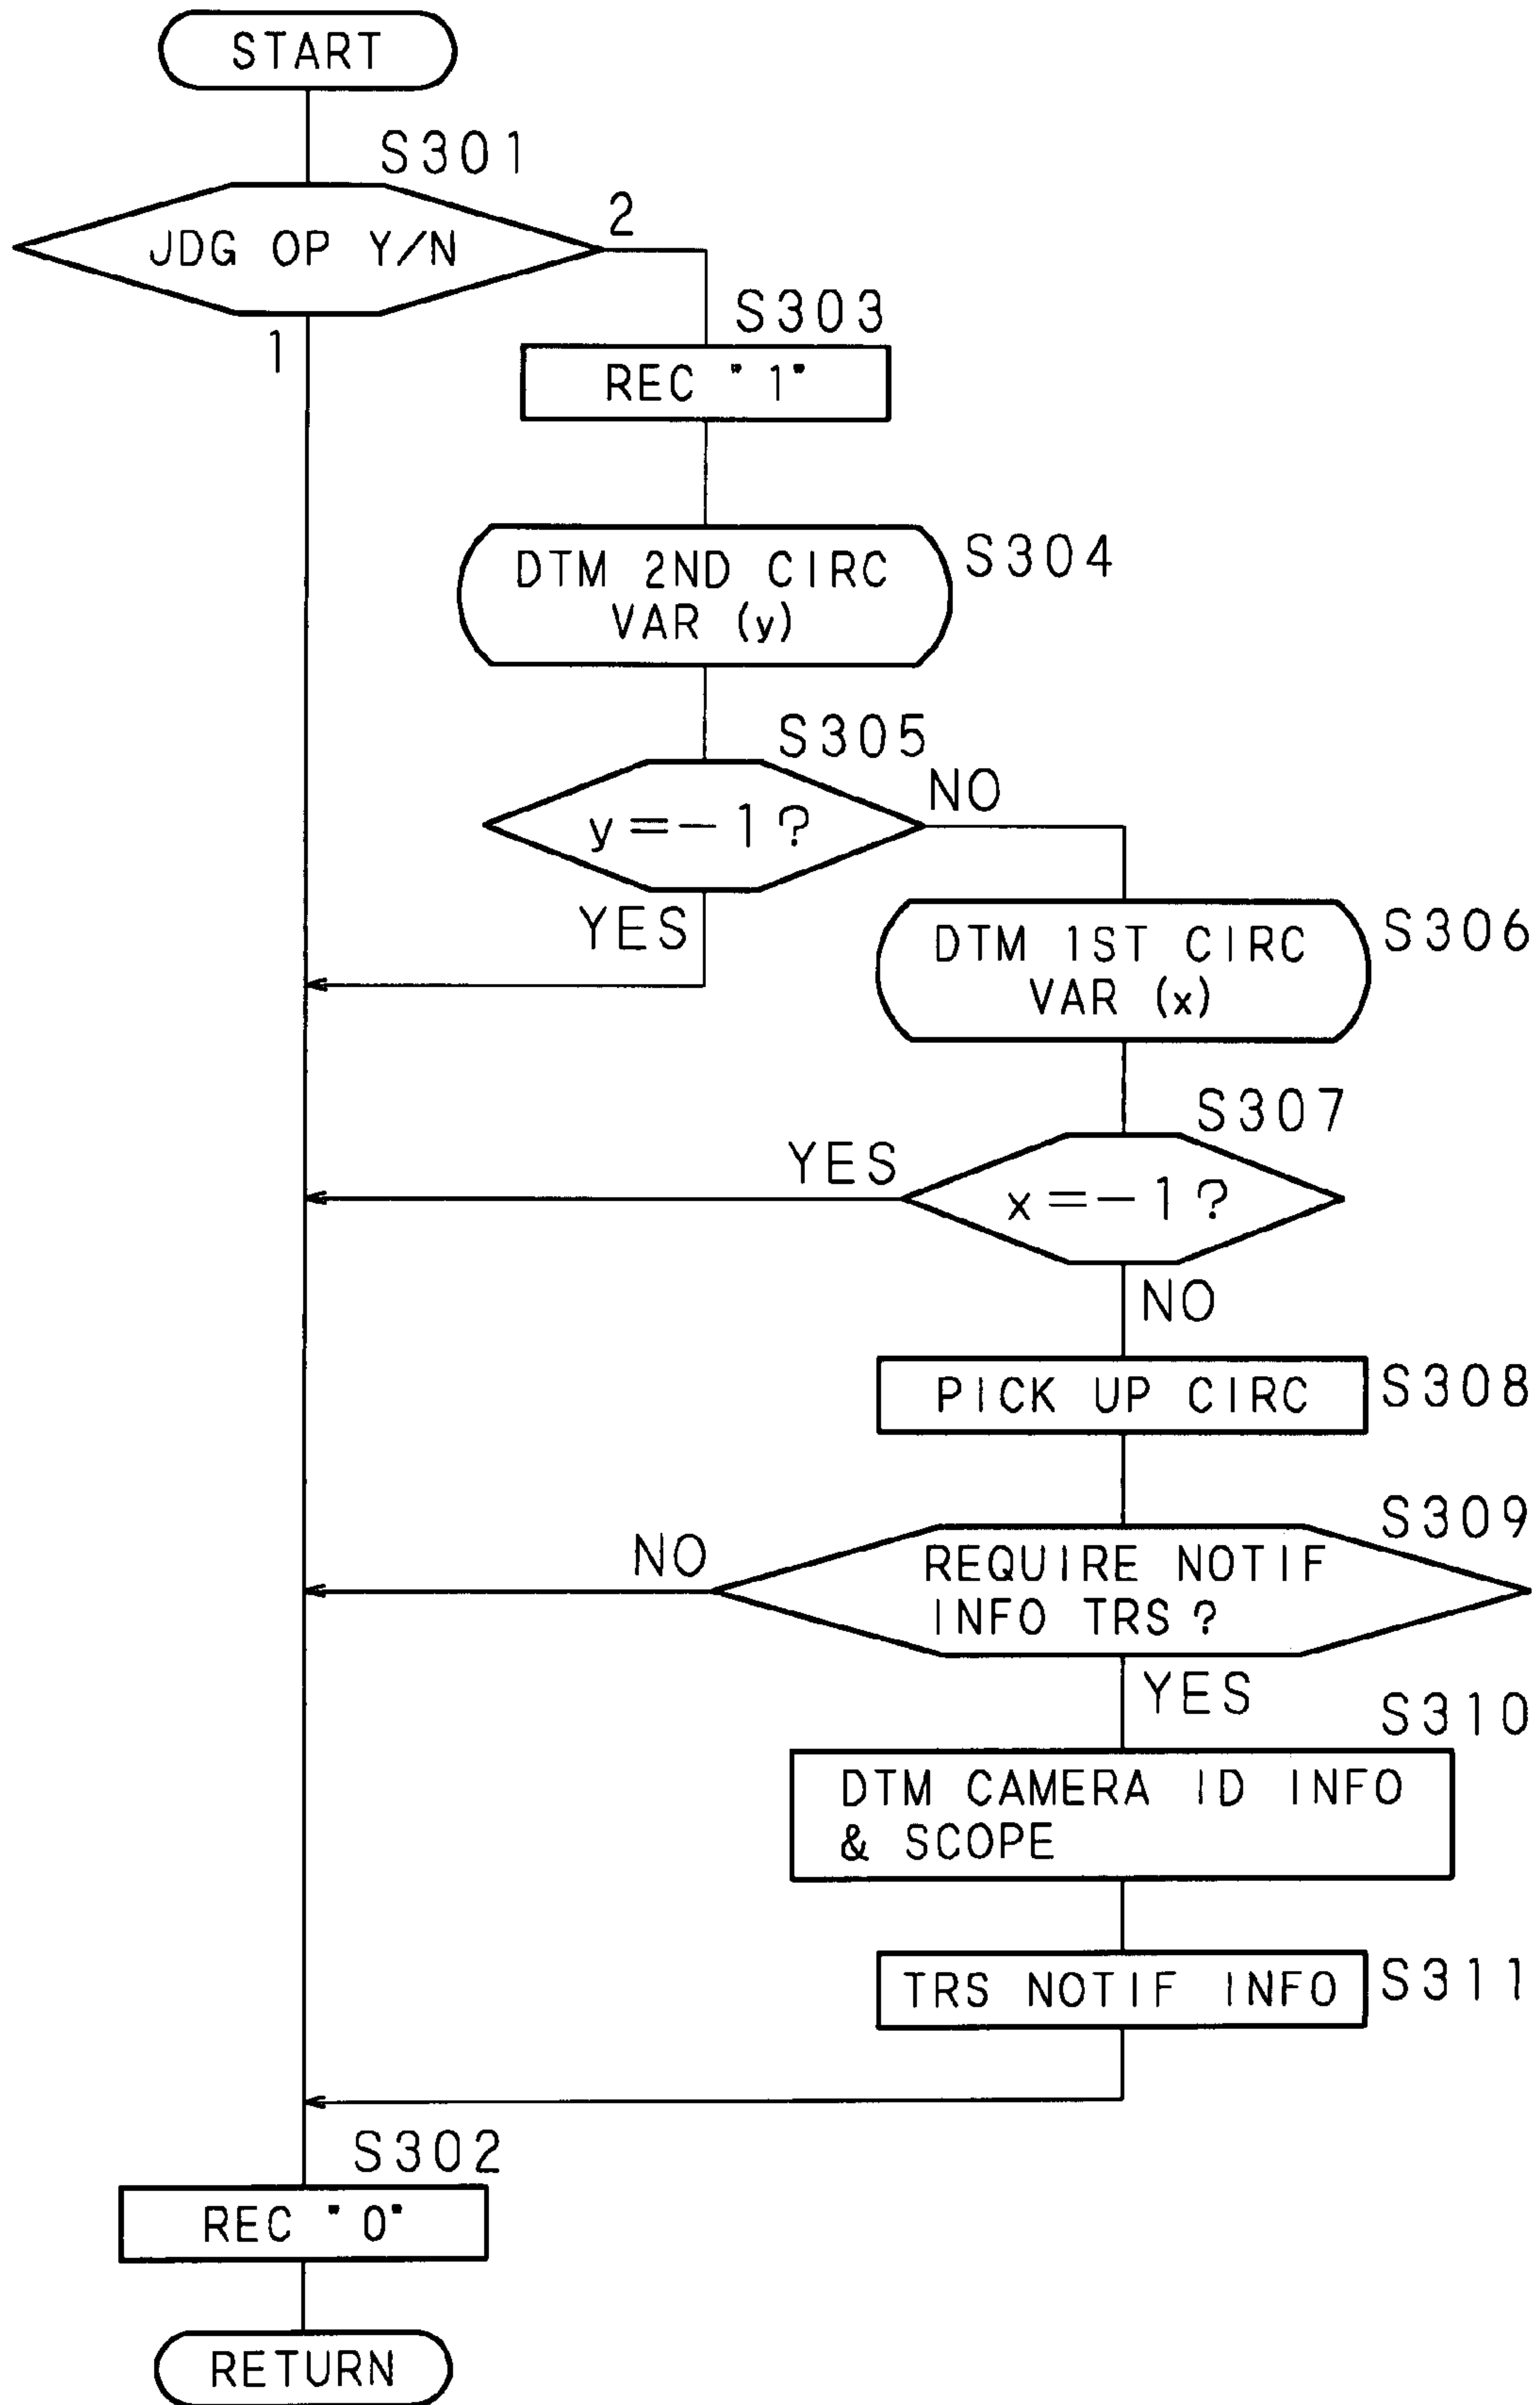 START
S301
JDG OP Y/N
2
1
S303
REC "1"
DTM 2ND CIRC
VAR (y)
S304
S305
y=-1?
NO
YES
DTM 1ST CIRC
VAR (x)
S306
S307
YES
x=-1?
NO
PICK UP CIRC
S308
S309
NO
REQUIRE NOTIF
INFO TRS?
YES
S310
DTM CAMERA ID INFO
& SCOPE
TRS NOTIF INFO
S311
S302
REC "0"
RETURN